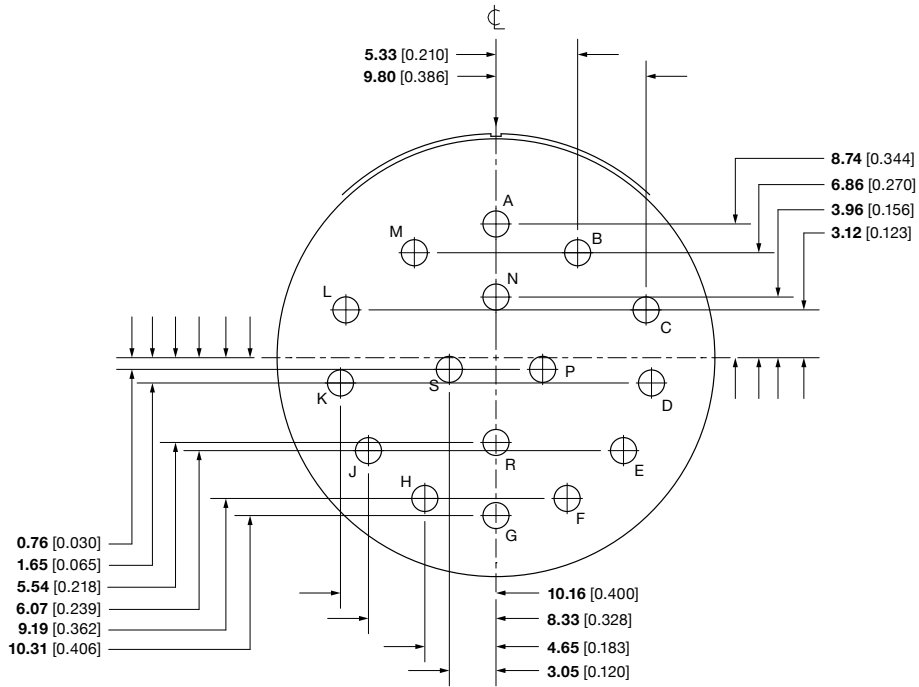 ℄
5.33 [0.210]
9.80 [0.386]
8.74 [0.344]
6.86 [0.270]
3.96 [0.156]
3.12 [0.123]
A
M
B
N
L
C
S
P
K
D
R
J
E
H
F
G
0.76 [0.030]
1.65 [0.065]
5.54 [0.218]
6.07 [0.239]
9.19 [0.362]
10.31 [0.406]
10.16 [0.400]
8.33 [0.328]
4.65 [0.183]
3.05 [0.120]